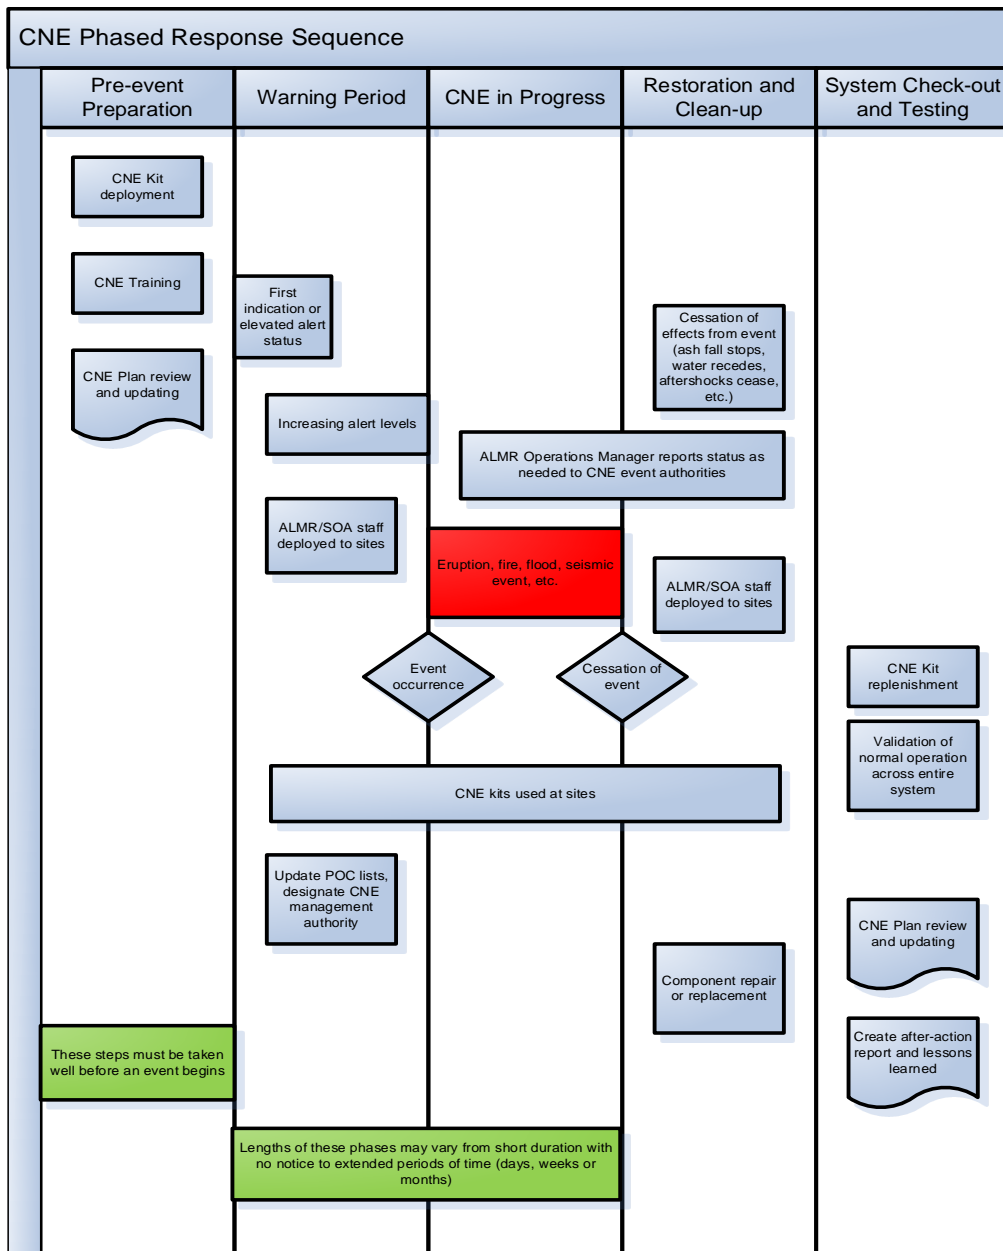 CNE Phased Response Sequence
Pre-event
Preparation
Warning Period
CNE in Progress
Restoration and
Clean-up
System Check-out
and Testing
CNE Kit
deployment
CNE Training
CNE Plan review
and updating
These steps must be taken
well before an event begins
First
indication or
elevated alert
status
Increasing alert levels
ALMR/SOA staff
deployed to sites
Event
occurrence
CNE kits used at sites
Update POC lists,
designate CNE
management
authority
Lengths of these phases may vary from short duration with
no notice to extended periods of time (days, weeks or
months)
ALMR Operations Manager reports status as
needed to CNE event authorities
Eruption, fire, flood, seismic
event, etc.
Cessation of
event
Cessation of
effects from event
(ash fall stops,
water recedes,
aftershocks cease,
etc.)
ALMR/SOA staff
deployed to sites
Component repair
or replacement
CNE Kit
replenishment
Validation of
normal operation
across entire
system
CNE Plan review
and updating
Create after-action
report and lessons
learned